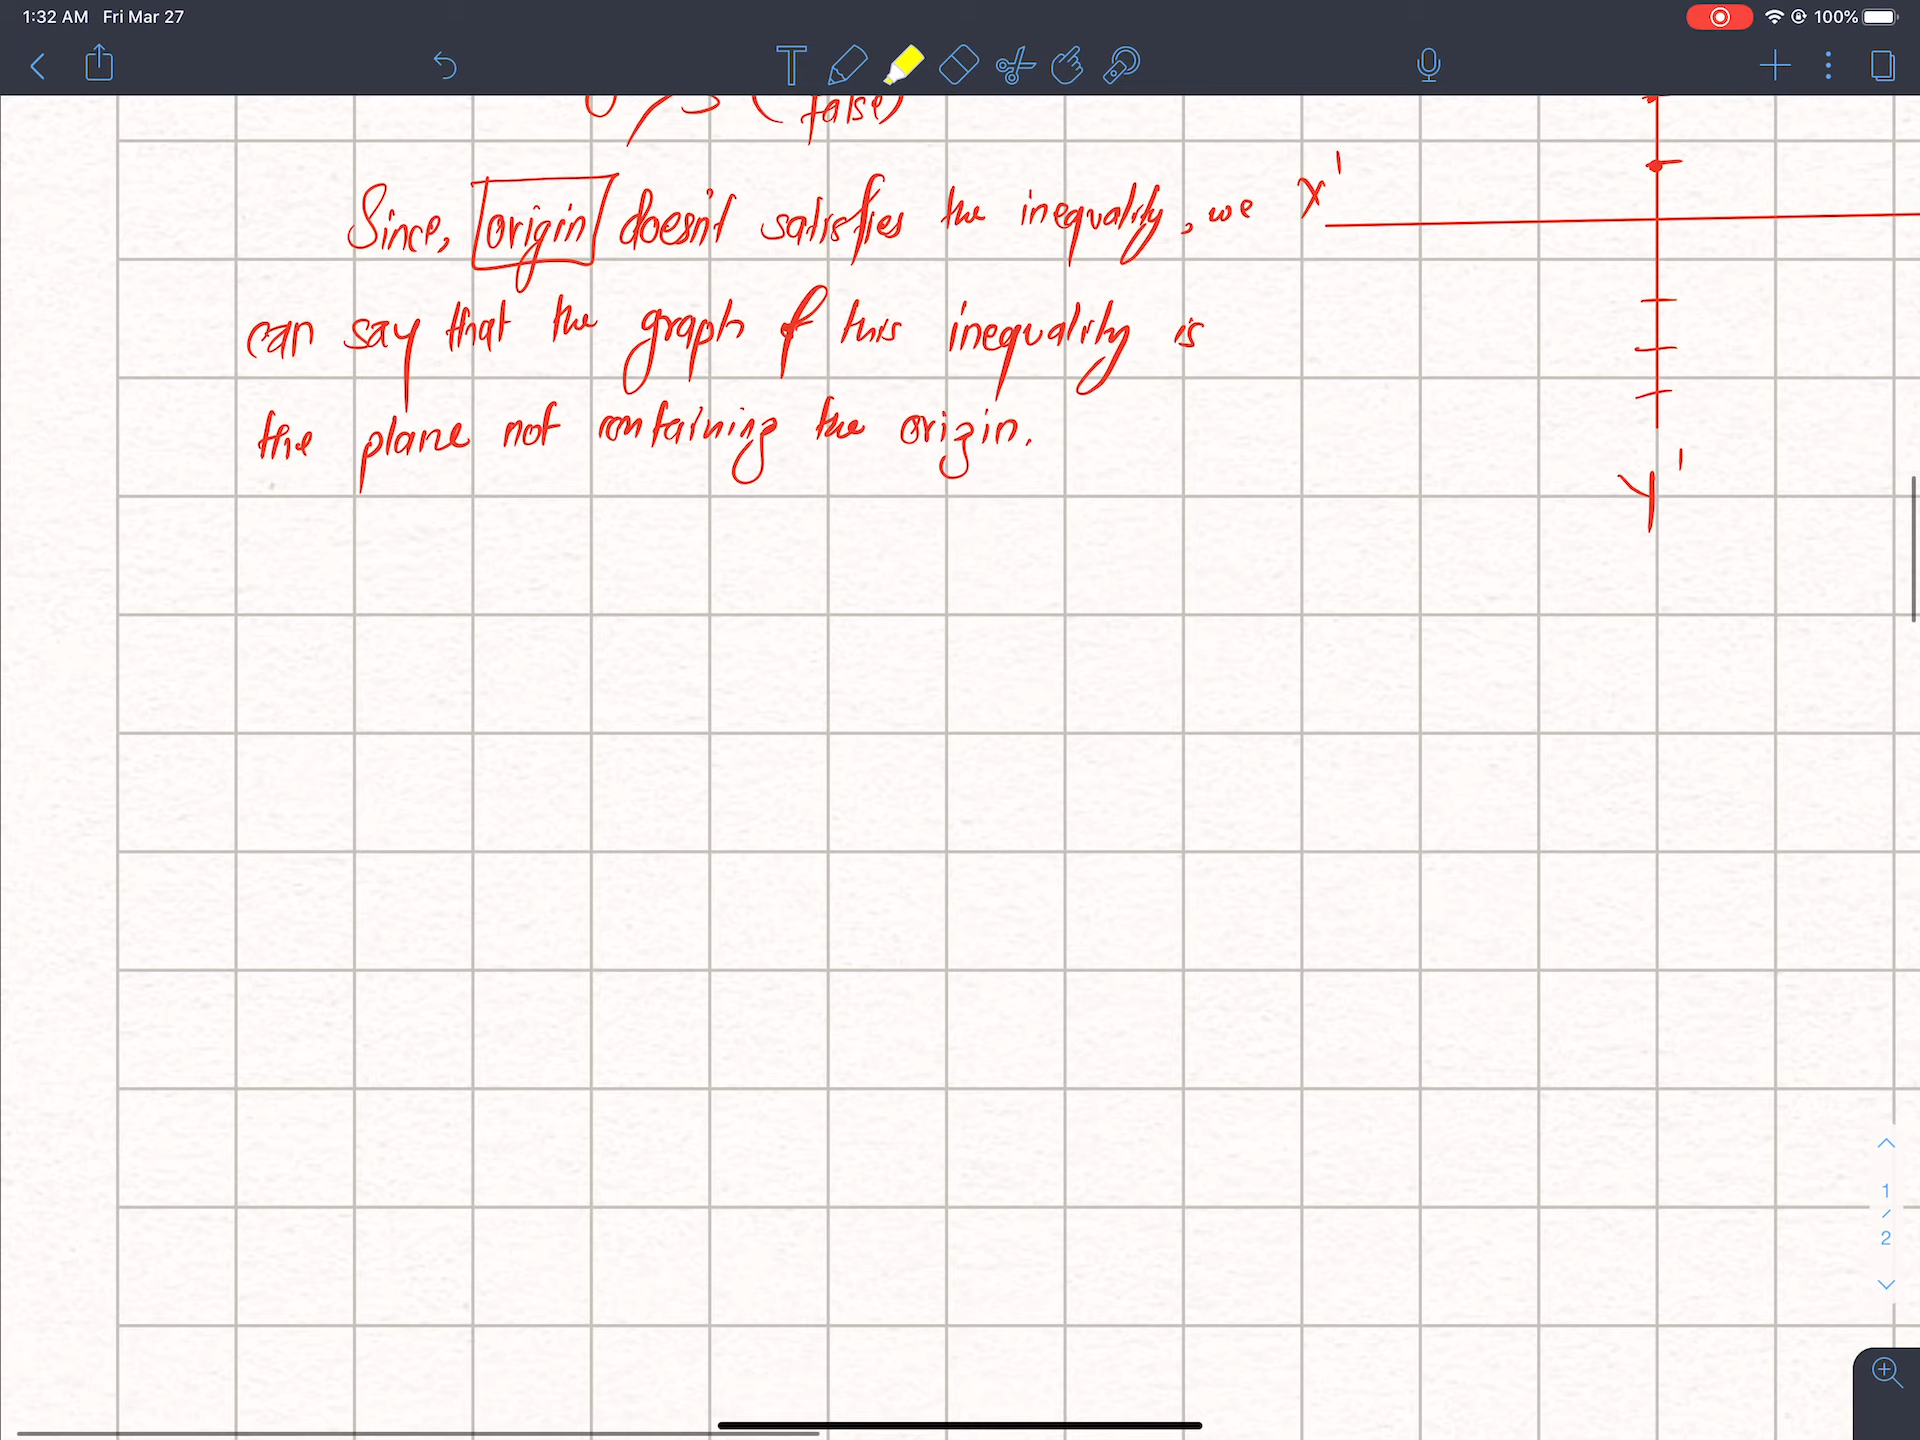 1:32 AM Fri Mar 27
100%
(false)
Since, origin doesn't satisfies the inequality, we
can say that the graph of this inequality is
the plane not containing the origin.
X'
Y'
1
/
2